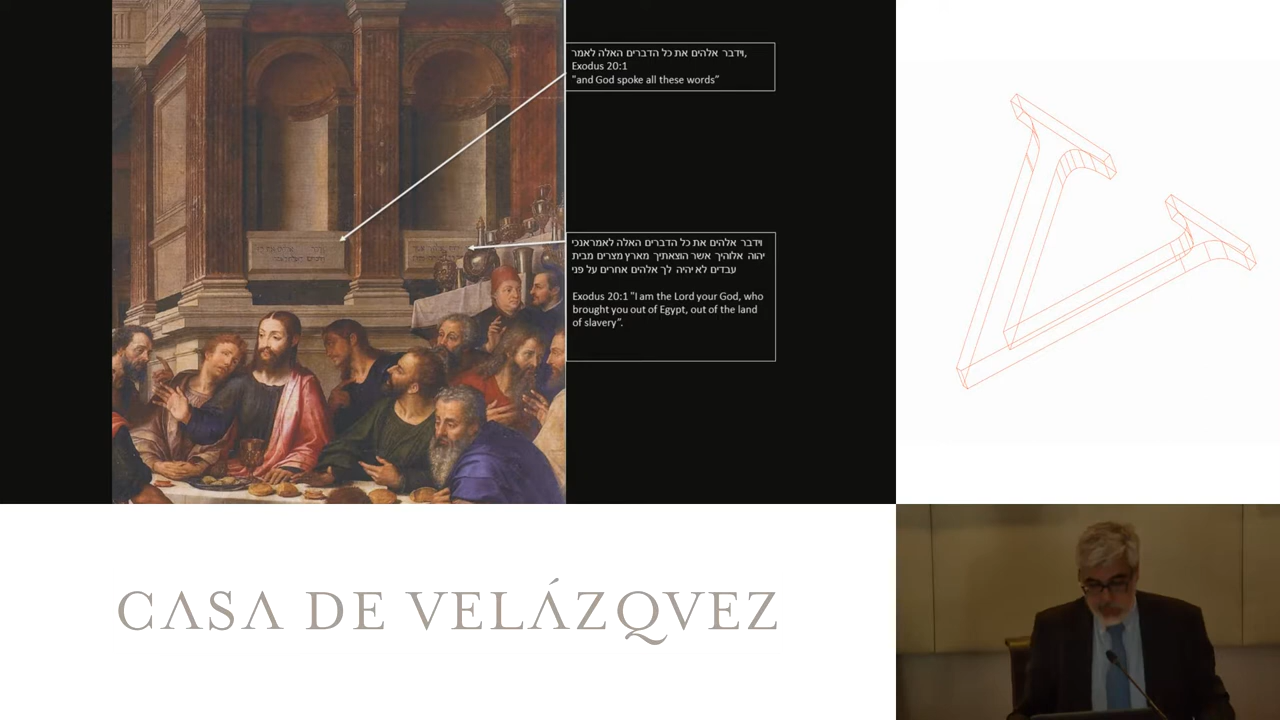 וידבר אלהים את כל הדברים האלה לאמר,
Exodus 20:1
"and God spoke all these words”
וידבר אלהים את כל הדברים האלה לאמראנכי
יהוה אלוהיך אשר הוצאתיך מארץ מצרים מבית
עבדים לא יהיה לך אלהים אחרים על פני
Exodus 20:1 "I am the Lord your God, who
brought you out of Egypt, out of the land
of slavery”.
CASA DE VELÁZQVEZ